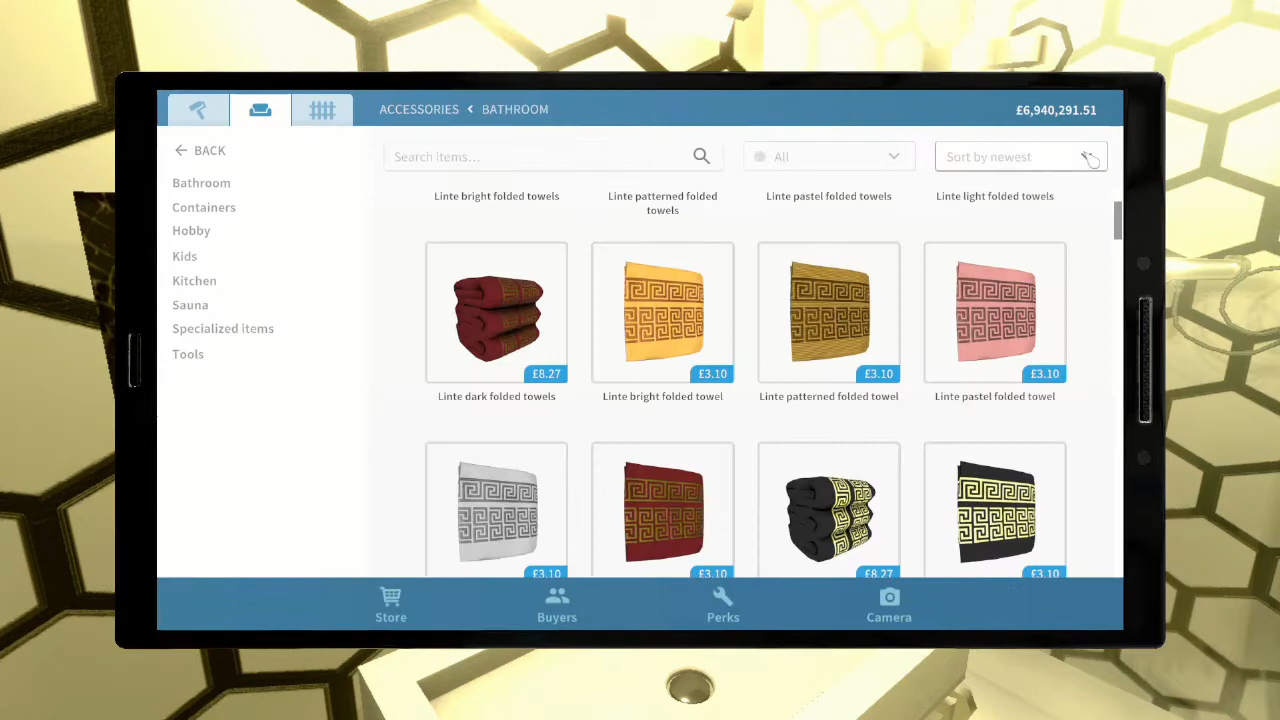 ACCESSORIES < BATHROOM
£6,940,291.51
BACK
Search items...
All
Sort by newest
Bathroom
Containers
Hobby
Kids
Kitchen
Sauna
Specialized items
Tools
Linte bright folded towels
Linte patterned folded
towels
Linte pastel folded towels
Linte light folded towels
£8.27
£3.10
£3.10
£3.10
Linte dark folded towels
Linte bright folded towel
Linte patterned folded towel
Linte pastel folded towel
£3.10
£3.10
£8.27
£3.10
Store
Buyers
Perks
Camera